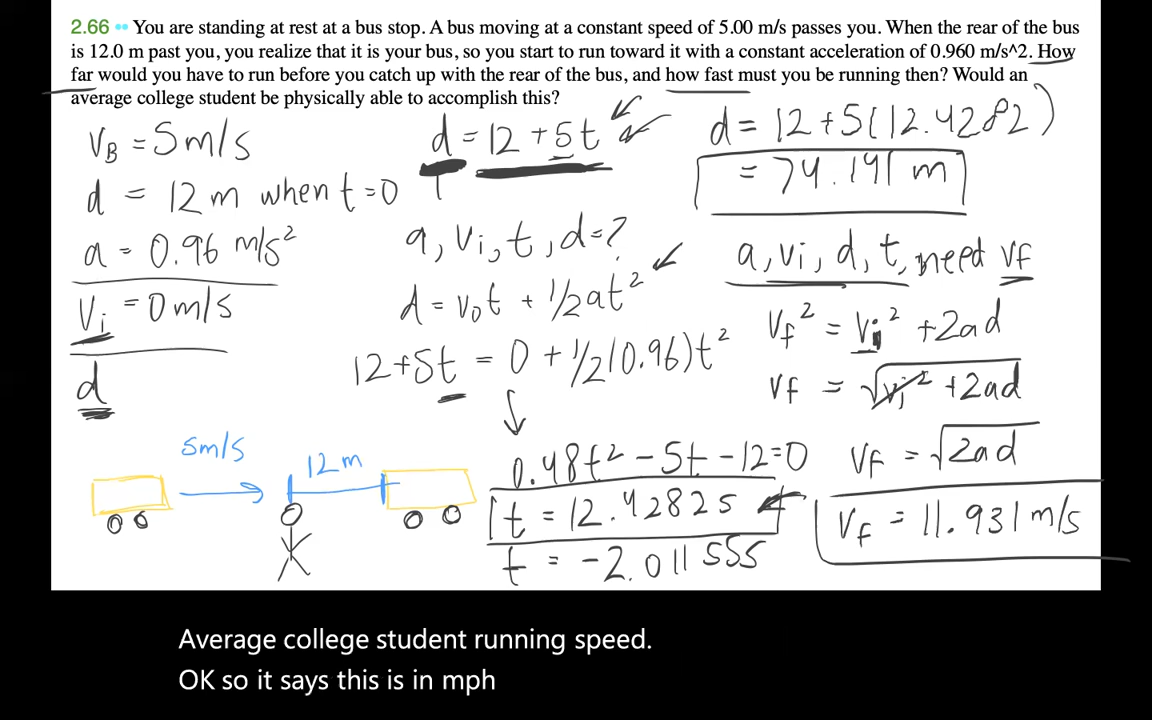 2.66 •• You are standing at rest at a bus stop. A bus moving at a constant speed of 5.00 m/s passes you. When the rear of the bus
is 12.0 m past you, you realize that it is your bus, so you start to run toward it with a constant acceleration of 0.960 m/s^2. How
far would you have to run before you catch up with the rear of the bus, and how fast must you be running then? Would an
average college student be physically able to accomplish this?
V_B = 5m/s
d = 12 m when t=0
a = 0.96 m/s²
Vi = 0m/s
d
d = 12 + 5t
a, Vi, t, d=?
d = V₀t + 1/2at²
12+5t = 0 + 1/2(0.96)t²
0.48t² - 5t - 12=0
t = 12.4282s
t = -2.011555
d = 12 + 5(12.4282)
= 74.141 m
a, vi, d, t, need vf
Vf² = Vi² + 2ad
Vf = √vi² + 2ad
Vf = √2ad
Vf = 11.931 m/s
5m/s
12m
Average college student running speed.
OK so it says this is in mph